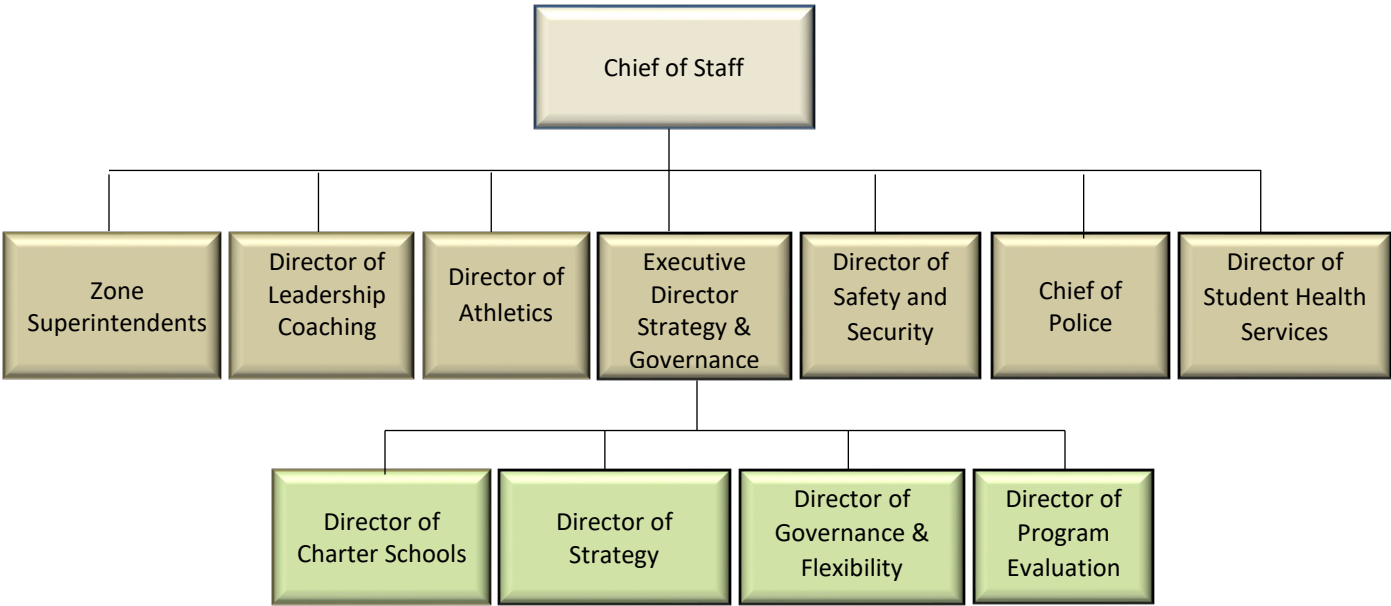 Chief of Staff
Zone
Superintendents
Director of
Leadership
Coaching
Director of
Athletics
Executive
Director
Strategy &
Governance
Director of
Safety and
Security
Chief of
Police
Director of
Student Health
Services
Director of
Charter Schools
Director of
Strategy
Director of
Governance &
Flexibility
Director of
Program
Evaluation